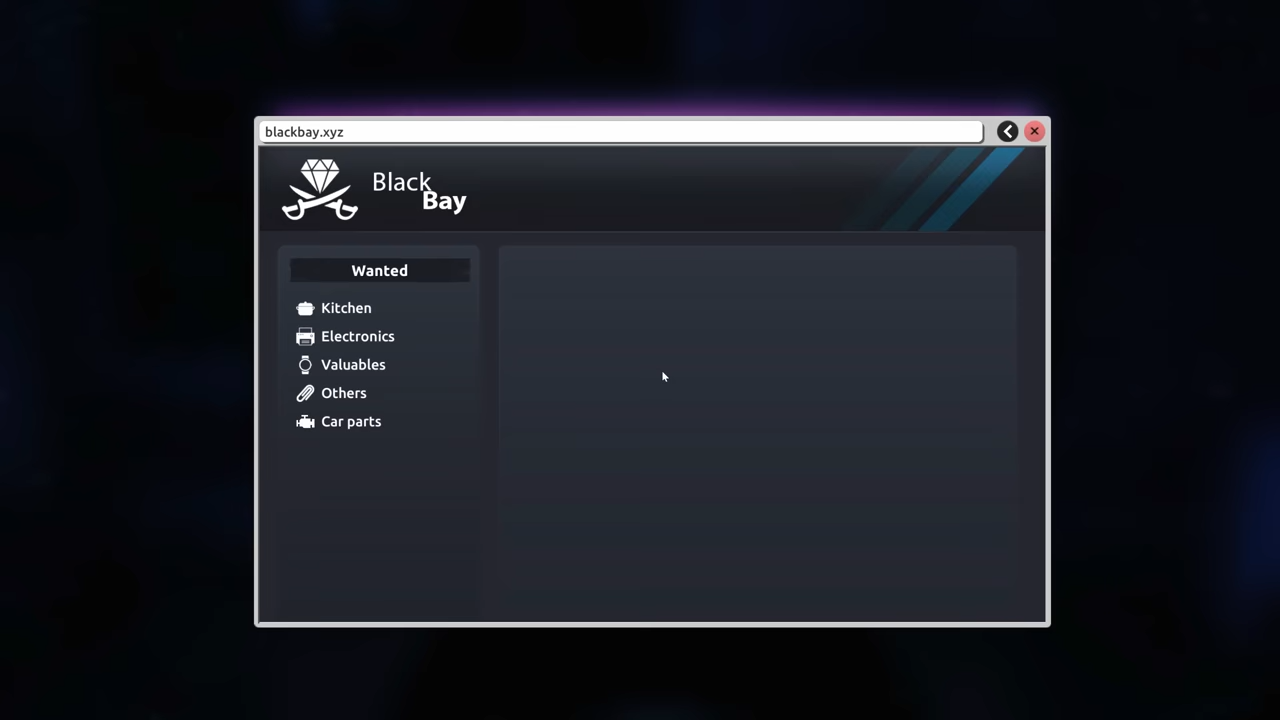 blackbay.xyz
Black
Bay
Wanted
Kitchen
Electronics
Valuables
Others
Car parts